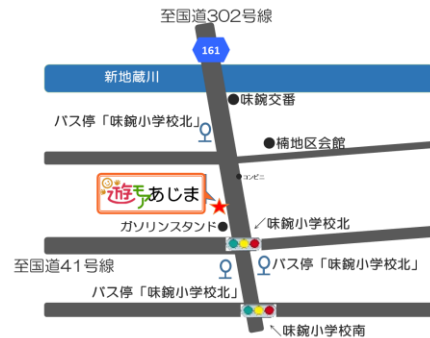 至国道302号線
161
新地蔵川
●味鋺交番
バス停「味鋺小学校北」
●楠地区会館
●コンビニ
遊モアあじま
ガソリンスタンド●
味鋺小学校北
至国道41号線
バス停「味鋺小学校北」
バス停「味鋺小学校北」
味鋺小学校南